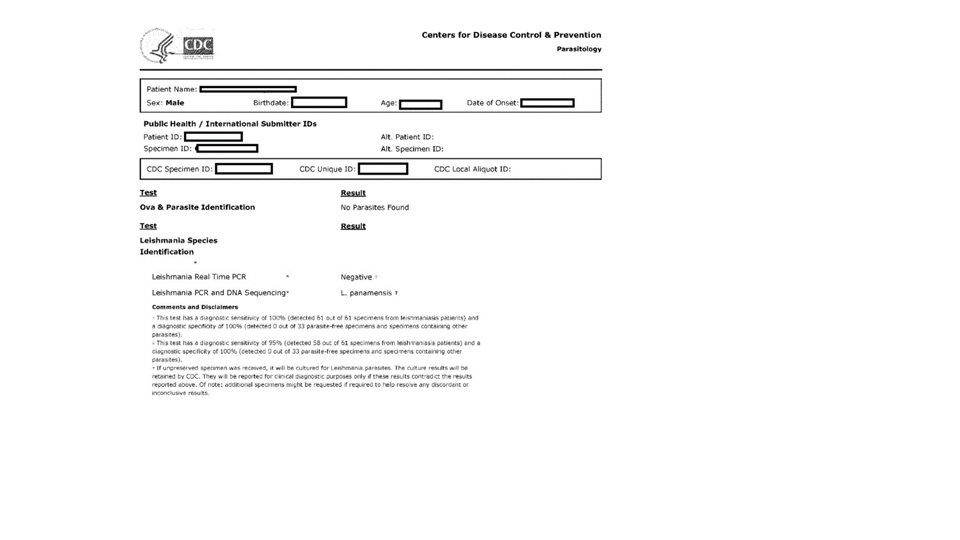 CDC
Centers for Disease Control & Prevention
Parasitology
Patient Name:
Sex: Male Birthdate: Age: Date of Onset:
Public Health / International Submitter IDs
Patient ID: Alt. Patient ID:
Specimen ID: Alt. Specimen ID:
CDC Specimen ID: CDC Unique ID: CDC Local Aliquot ID:
Test Result
Ova & Parasite Identification No Parasites Found
Test Result
Leishmania Species
Identification
*
Leishmania Real Time PCR * Negative
Leishmania PCR and DNA Sequencing* L. panamensis
Comments and Disclaimers
This test has a diagnostic sensitivity of 100% (detected 61 out of 61 specimens from leishmaniasis patients) and
a diagnostic specificity of 100% (detected 0 out of 33 parasite-free specimens and specimens containing other
parasites).
This test has a diagnostic sensitivity of 95% (detected 58 out of 61 specimens from leishmaniasis patients) and a
diagnostic specificity of 100% (detected 0 out of 33 parasite-free specimens and specimens containing other
parasites).
* If unpreserved specimen was received, it will be cultured for Leishmania parasites. The culture results will be
retained by CDC. They will be reported for clinical diagnostic purposes only if these results contradict the results
reported above. Of note: additional specimens might be requested if required to help resolve any discordant or
inconclusive results.